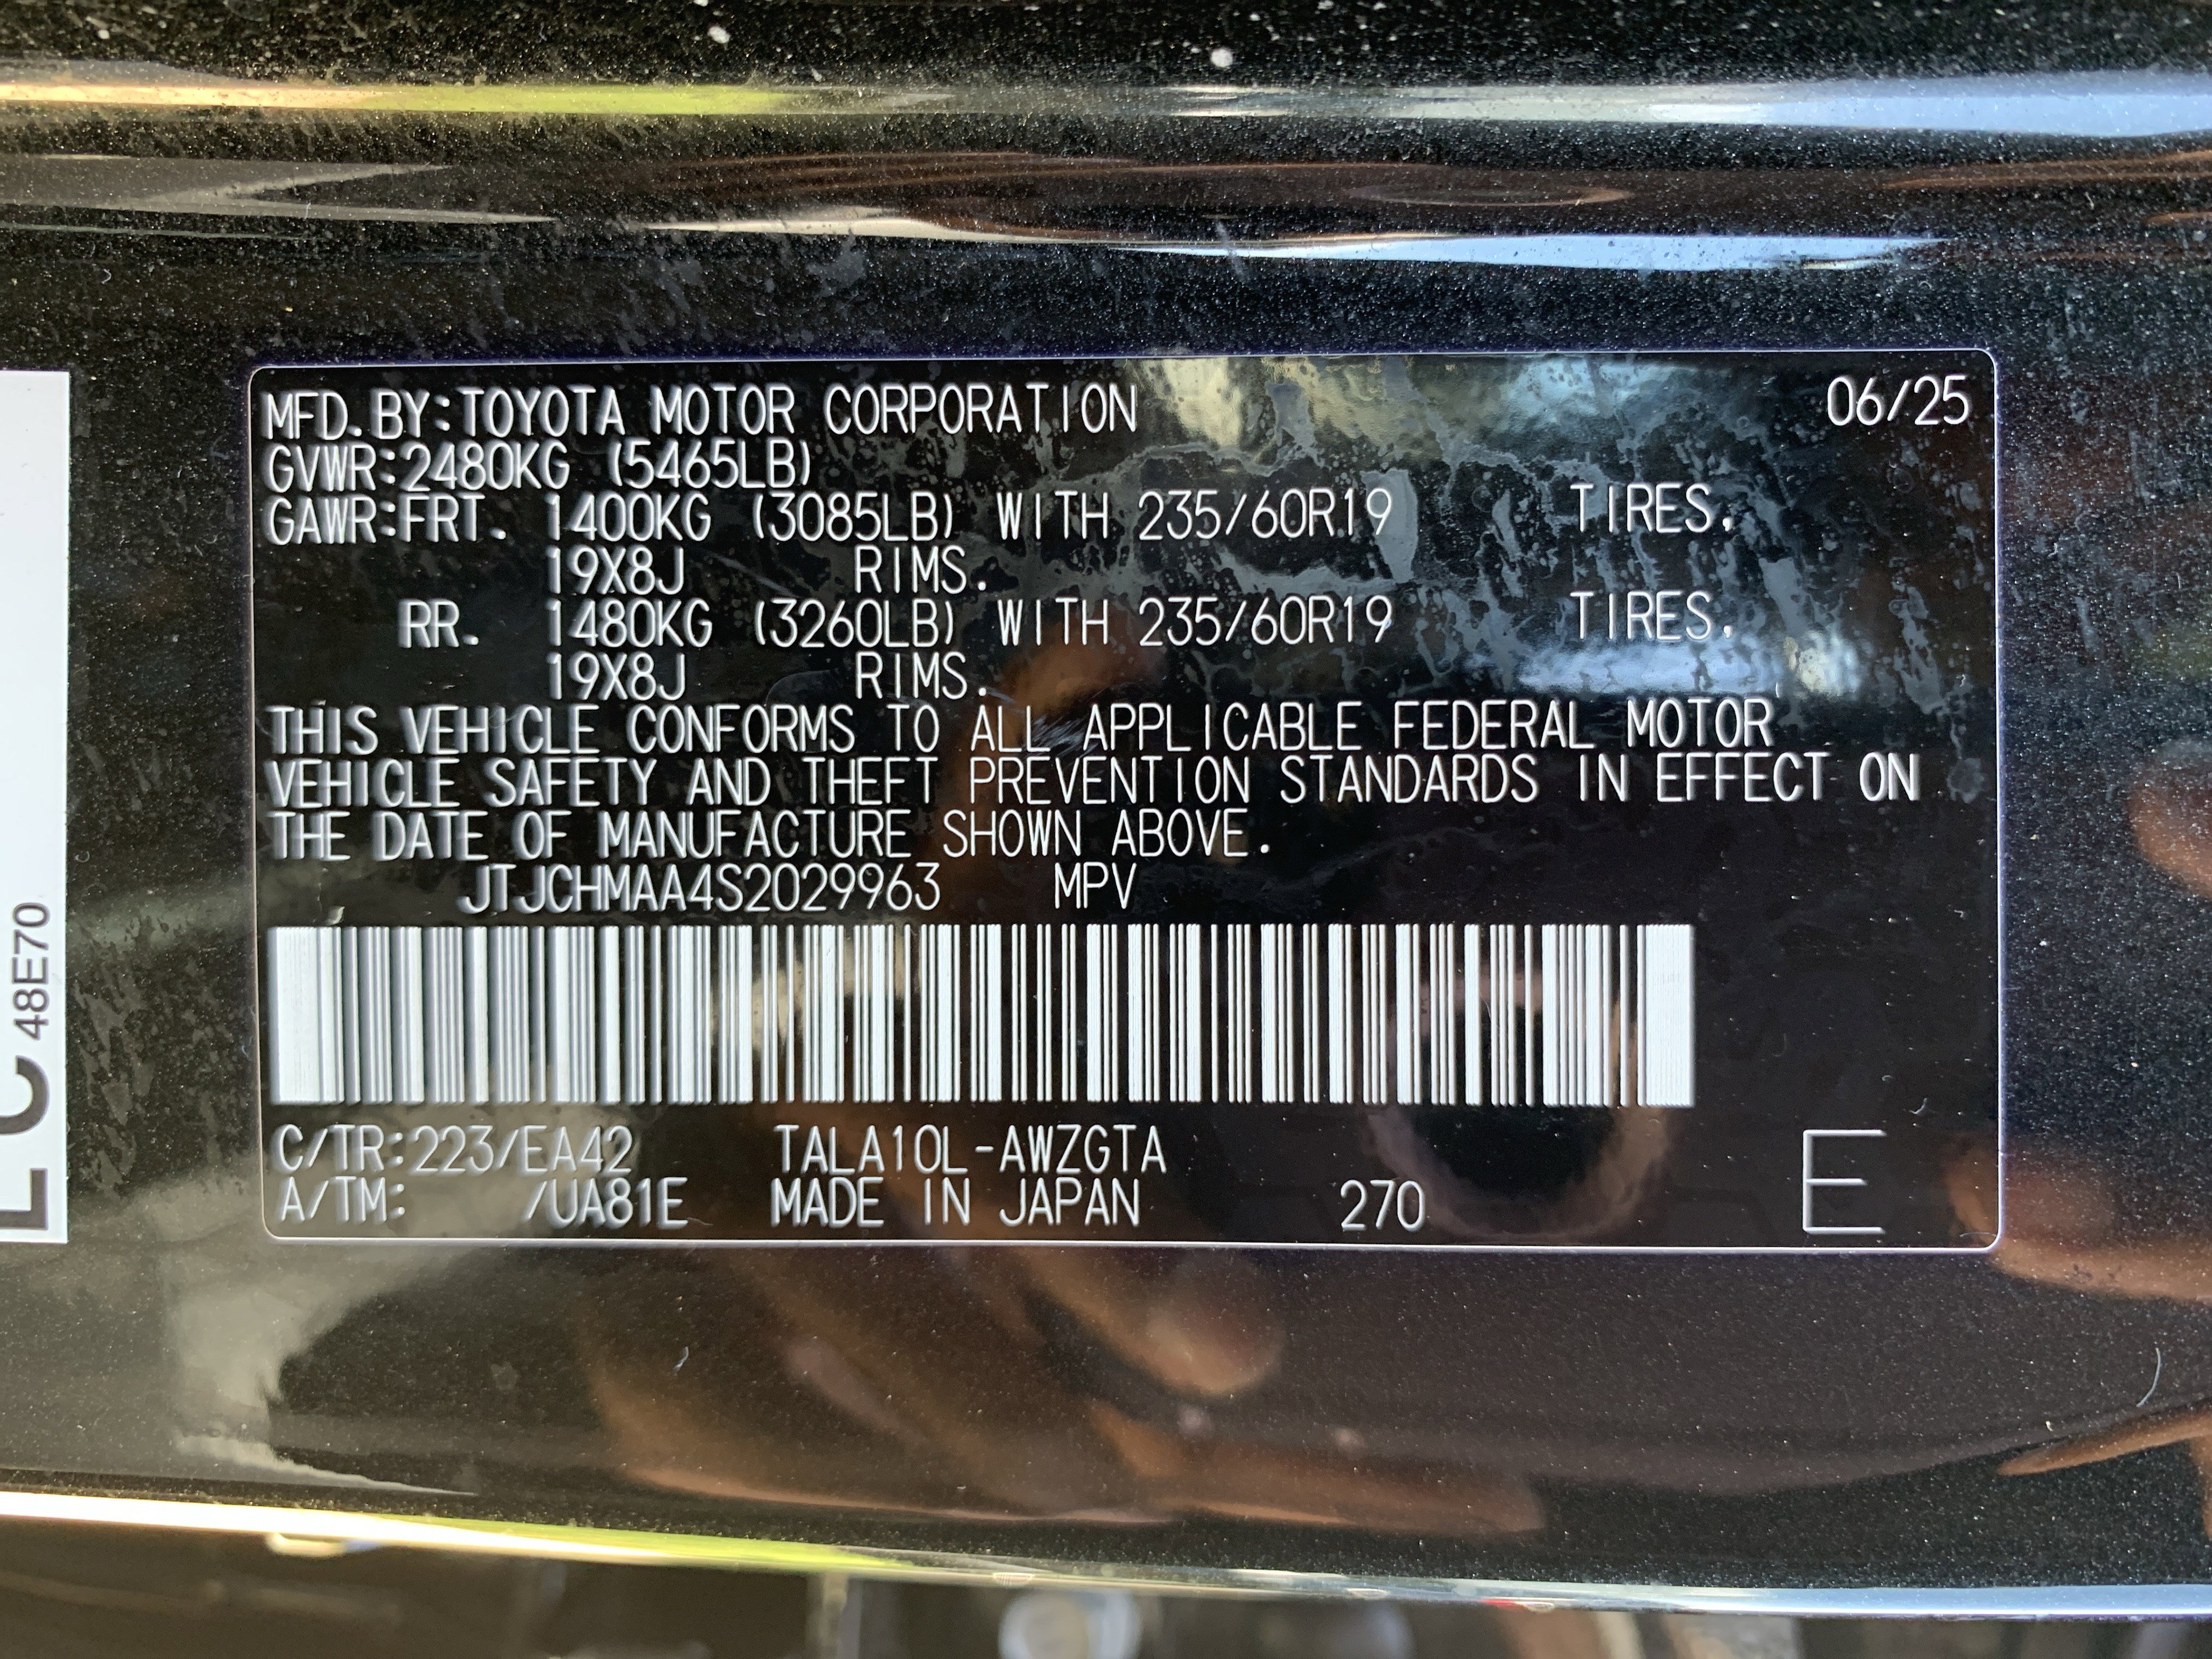 MFD.BY:TOYOTA MOTOR CORPORATION 06/25
GVWR:2480KG (5465LB)
GAWR:FRT. 1400KG (3085LB) WITH 235/60R19 TIRES.
19X8J RIMS.
RR. 1480KG (3260LB) WITH 235/60R19 TIRES.
19X8J RIMS.
THIS VEHICLE CONFORMS TO ALL APPLICABLE FEDERAL MOTOR
VEHICLE SAFETY AND THEFT PREVENTION STANDARDS IN EFFECT ON
THE DATE OF MANUFACTURE SHOWN ABOVE.
JTJCHMAA4S2029963 MPV
C/TR:223/EA42 TALA10L-AWZGTA
A/TM: /UA81E MADE IN JAPAN 270 E
48E70